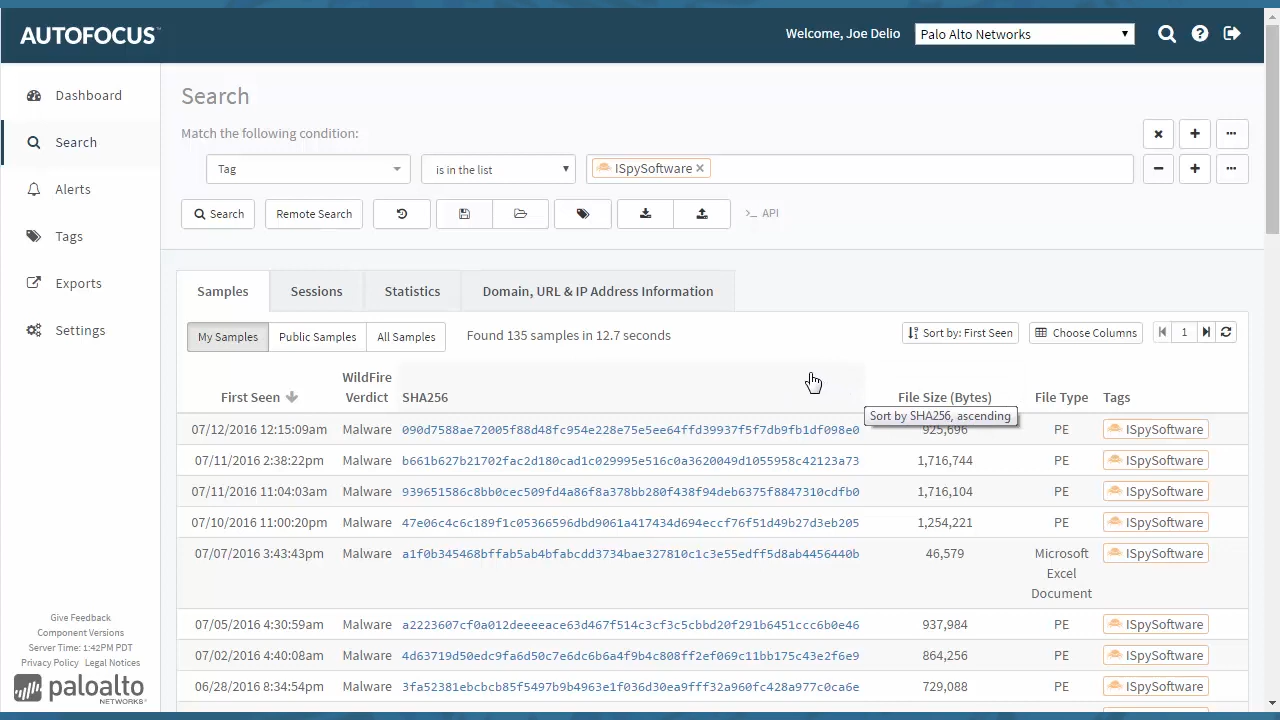 AUTOFOCUS™
Welcome, Joe Delio
Palo Alto Networks
Dashboard
Search
Alerts
Tags
Exports
Settings
Search
Match the following condition:
Tag
is in the list
ISpySoftware
Search
Remote Search
API
Samples
Sessions
Statistics
Domain, URL & IP Address Information
My Samples
Public Samples
All Samples
Found 135 samples in 12.7 seconds
Sort by: First Seen
Choose Columns
1
First Seen
WildFire Verdict
SHA256
File Size (Bytes)
File Type
Tags
Sort by SHA256, ascending
07/12/2016 12:15:09am Malware 090d7588ae72005f88d48fc954e228e75e5ee64ffd39937f5f7db9fb1df098e0 925,696 PE ISpySoftware
07/11/2016 2:38:22pm Malware b661b627b21702fac2d180cad1c029995e516c0a3620049d1055958c42123a73 1,716,744 PE ISpySoftware
07/11/2016 11:04:03am Malware 999651586c8bb0cec509fd4a86f8a378bb280f438f94deb6375f8847310cdfb0 1,716,104 PE ISpySoftware
07/10/2016 11:00:20pm Malware 47e06c4c6c189f1c05366596dbd9061a417434d694eccf76f51d49b27d3eb205 1,254,221 PE ISpySoftware
07/07/2016 3:43:43pm Malware a1f0b345468bffab5ab4bfabcdd3734bae327810c1c3e55edff5d8ab4456440b 46,579 Microsoft Excel Document ISpySoftware
07/05/2016 4:30:59am Malware a2223607cf0a012deeeeace63d467f514c3cf3c5cbbd20f291b6451ccc6b0e46 937,984 PE ISpySoftware
07/02/2016 4:40:08am Malware 4d63719d50edc9fa6d50c7e6dc6b6a4f9b4c808ff2ef069c11bb175c43e2f6e9 864,256 PE ISpySoftware
06/28/2016 8:34:54pm Malware 729,088 PE ISpySoftware
Give Feedback
Component Versions
Server Time: 1:42PM PDT
Privacy Policy Legal Notices
paloalto
NETWORKS